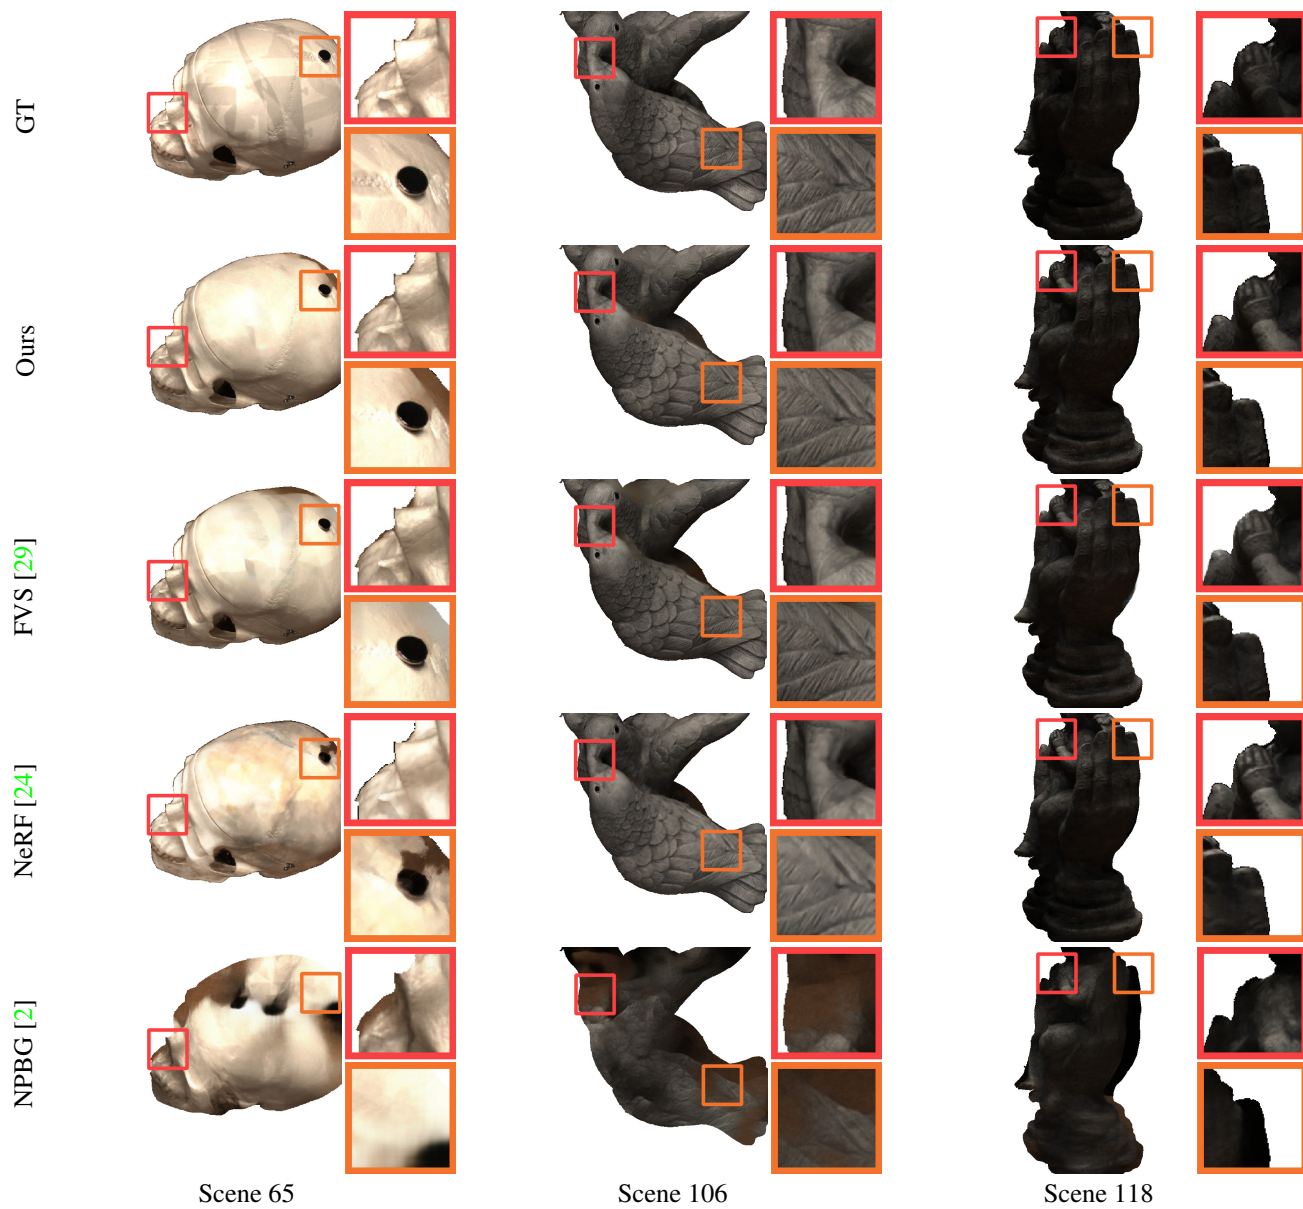 GT
Ours
FVS [29]
NeRF [24]
NPBG [2]
Scene 65
Scene 106
Scene 118